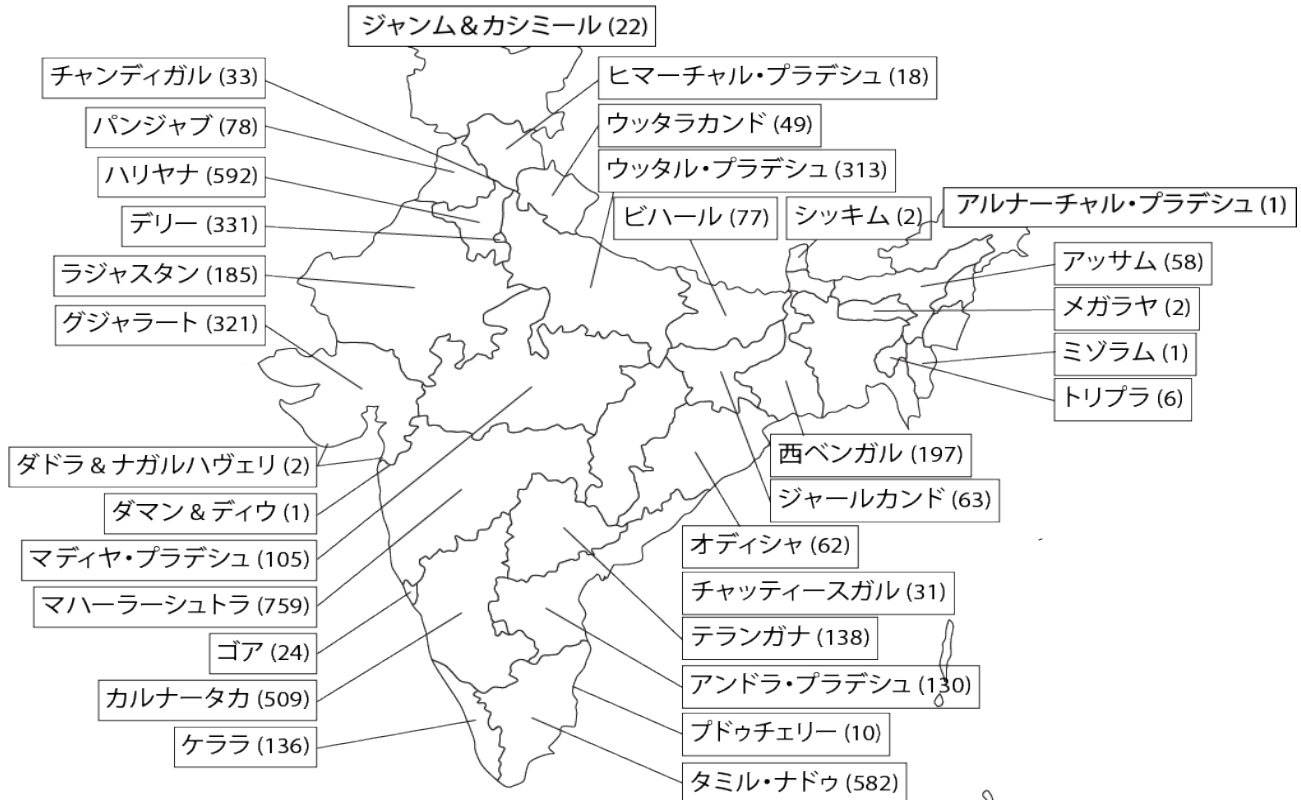 ジャンム＆カシミール (22)
チャンディガル (33)
パンジャブ (78)
ハリヤナ (592)
デリー (331)
ラジャスタン (185)
グジャラート (321)
ダドラ & ナガルハヴェリ (2)
ダマン & ディウ (1)
マディヤ・プラデシュ (105)
マハーラーシュトラ (759)
ゴア (24)
カルナータカ (509)
ケララ (136)
ヒマーチャル・プラデシュ (18)
ウッタラカンド (49)
ウッタル・プラデシュ (313)
ビハール (77)
シッキム (2)
アルナーチャル・プラデシュ (1)
アッサム (58)
メガラヤ (2)
ミゾラム (1)
トリプラ (6)
西ベンガル (197)
ジャールカンド (63)
オディシャ (62)
チャッティースガル (31)
テランガナ (138)
アンドラ・プラデシュ (130)
プドゥチェリー (10)
タミル・ナドゥ (582)